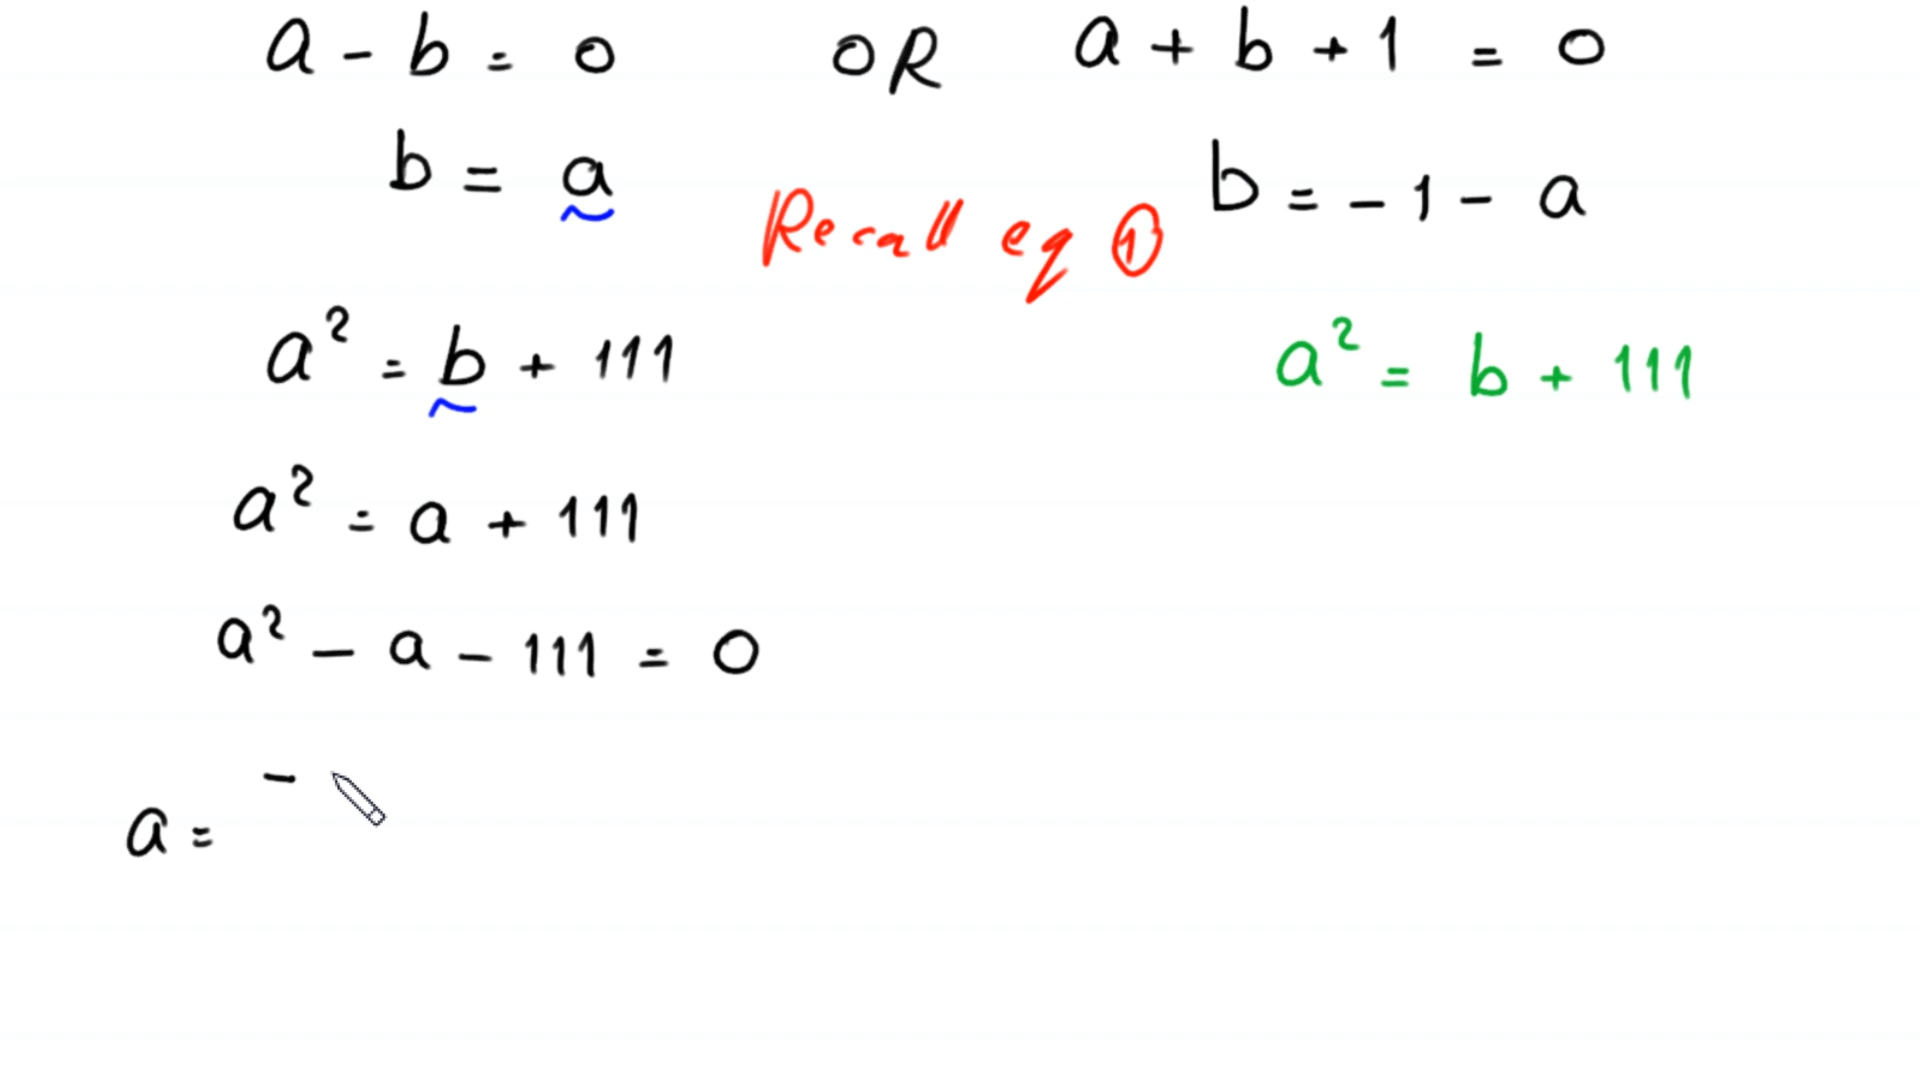 a - b = 0 OR a + b + 1 = 0
b = a b = - 1 - a
Recall eq ①
a² = b + 111 a² = b + 111
a² = a + 111
a² - a - 111 = 0
a = -